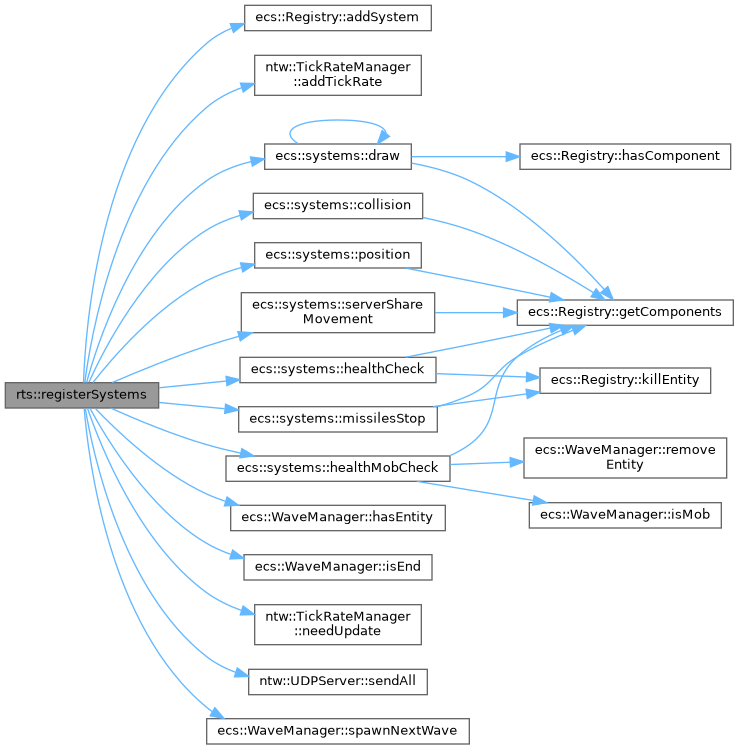 rts::registerSystems
ecs::Registry::addSystem
ntw::TickRateManager
::addTickRate
ecs::systems::draw
ecs::Registry::hasComponent
ecs::systems::collision
ecs::systems::position
ecs::systems::serverShare
Movement
ecs::Registry::getComponents
ecs::systems::healthCheck
ecs::Registry::killEntity
ecs::systems::missilesStop
ecs::systems::healthMobCheck
ecs::WaveManager::remove
Entity
ecs::WaveManager::isMob
ecs::WaveManager::hasEntity
ecs::WaveManager::isEnd
ntw::TickRateManager
::needUpdate
ntw::UDPServer::sendAll
ecs::WaveManager::spawnNextWave